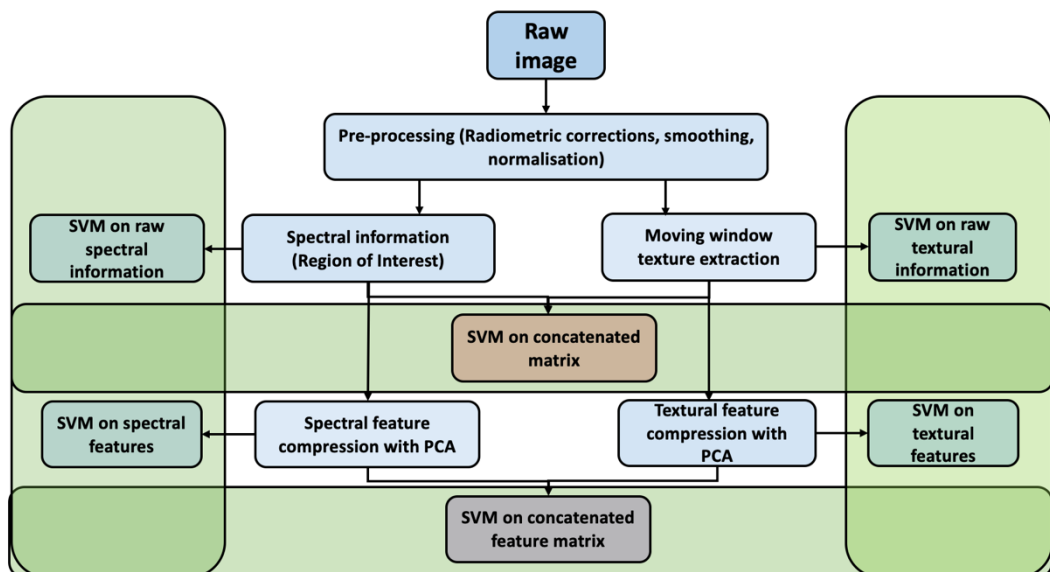 Raw
image
Pre-processing (Radiometric corrections, smoothing,
normalisation)
SVM on raw
spectral
information
Spectral information
(Region of Interest)
Moving window
texture extraction
SVM on raw
textural
information
SVM on concatenated
matrix
SVM on spectral
features
Spectral feature
compression with PCA
Textural feature
compression with
PCA
SVM on
textural
features
SVM on concatenated
feature matrix